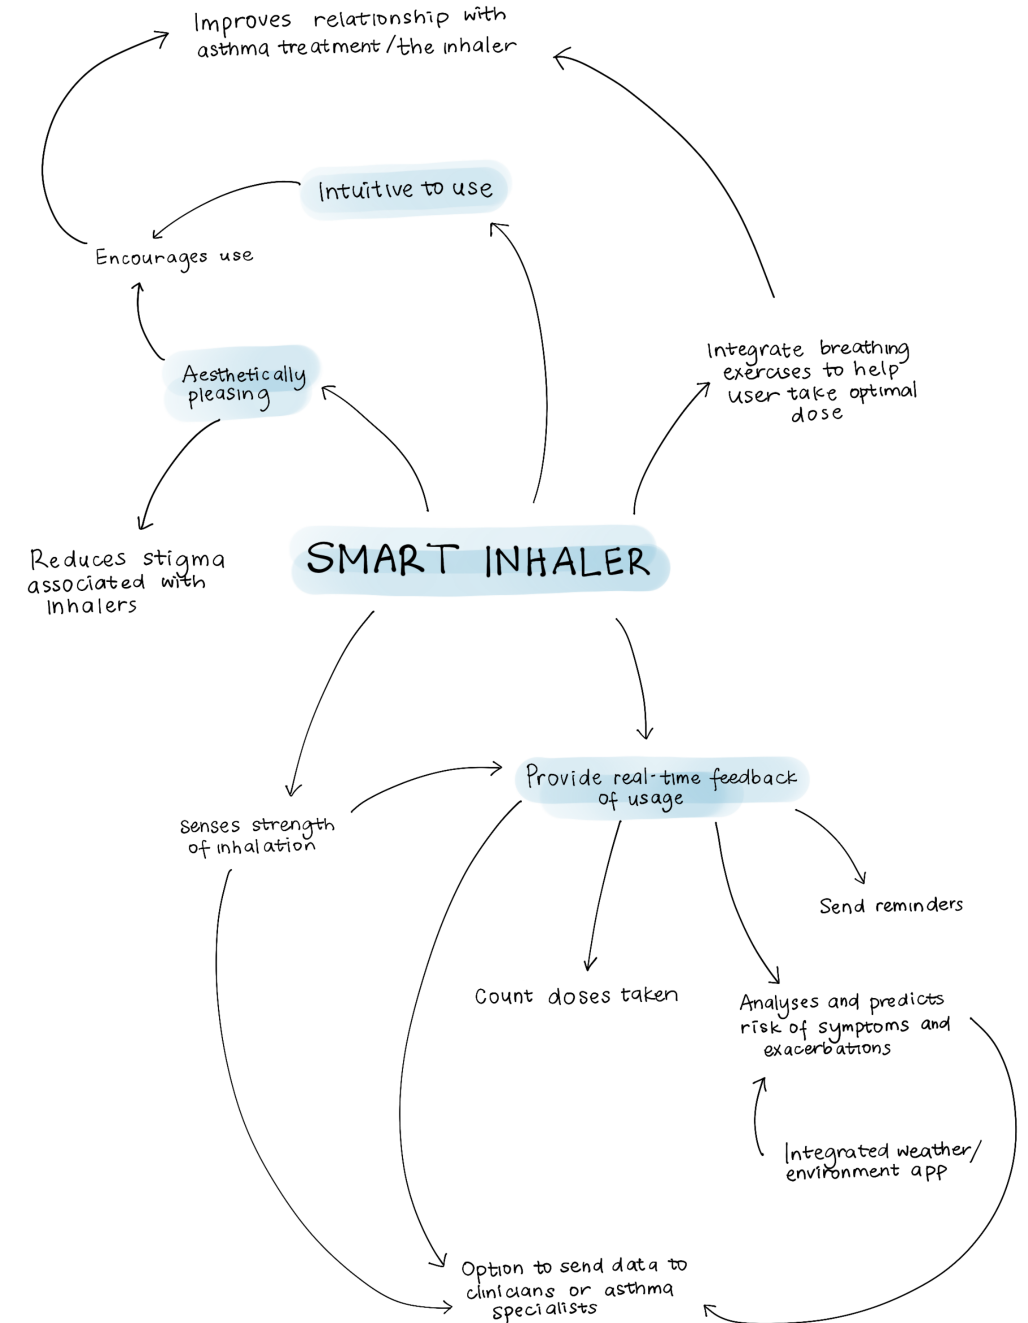 Improves relationship with
asthma treatment/the inhaler
Intuitive to use
Encourages use
Integrate breathing
exercises to help
user take optimal
dose
Aesthetically
pleasing
Reduces stigma
associated with
inhalers
SMART INHALER
Provide real-time feedback
of usage
Senses strength
of inhalation
Send reminders
Count doses taken
Analyses and predicts
risk of symptoms and
exacerbations
Integrated weather/
environment app
Option to send data to
clinicians or asthma
specialists